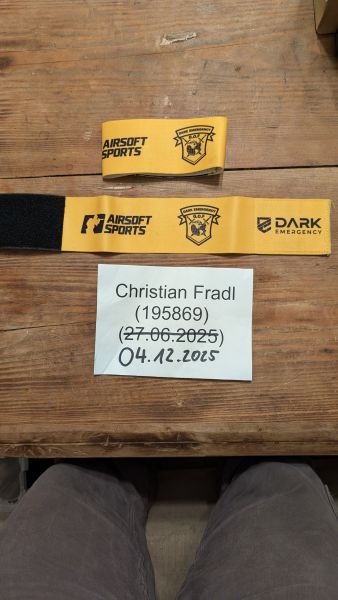 AIRSOFT
SPORTS
DARK EMERGENCY
AIRSOFT
SPORTS
DARK EMERGENCY
DARK
EMERGENCY
Christian Fradl
(195869)
(27.06.2025)
04.12.2025